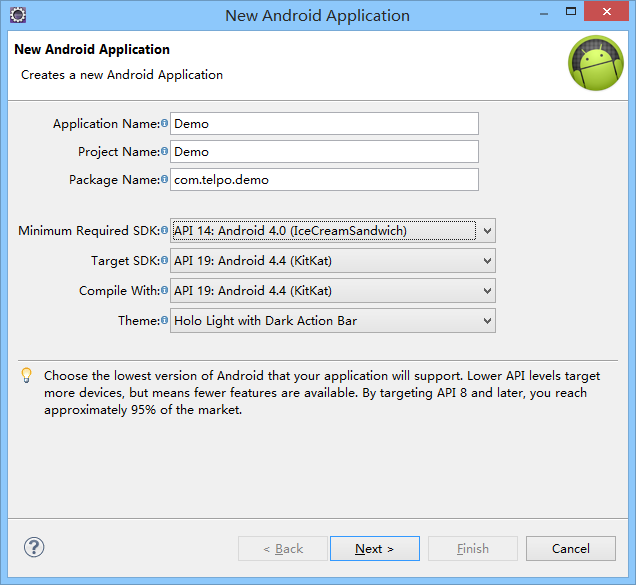 New Android Application
New Android Application
Creates a new Android Application
Application Name: Demo
Project Name: Demo
Package Name: com.telpo.demo
Minimum Required SDK: API 14: Android 4.0 (IceCreamSandwich)
Target SDK: API 19: Android 4.4 (KitKat)
Compile With: API 19: Android 4.4 (KitKat)
Theme: Holo Light with Dark Action Bar
Choose the lowest version of Android that your application will support. Lower API levels target
more devices, but means fewer features are available. By targeting API 8 and later, you reach
approximately 95% of the market.
< Back Next > Finish Cancel